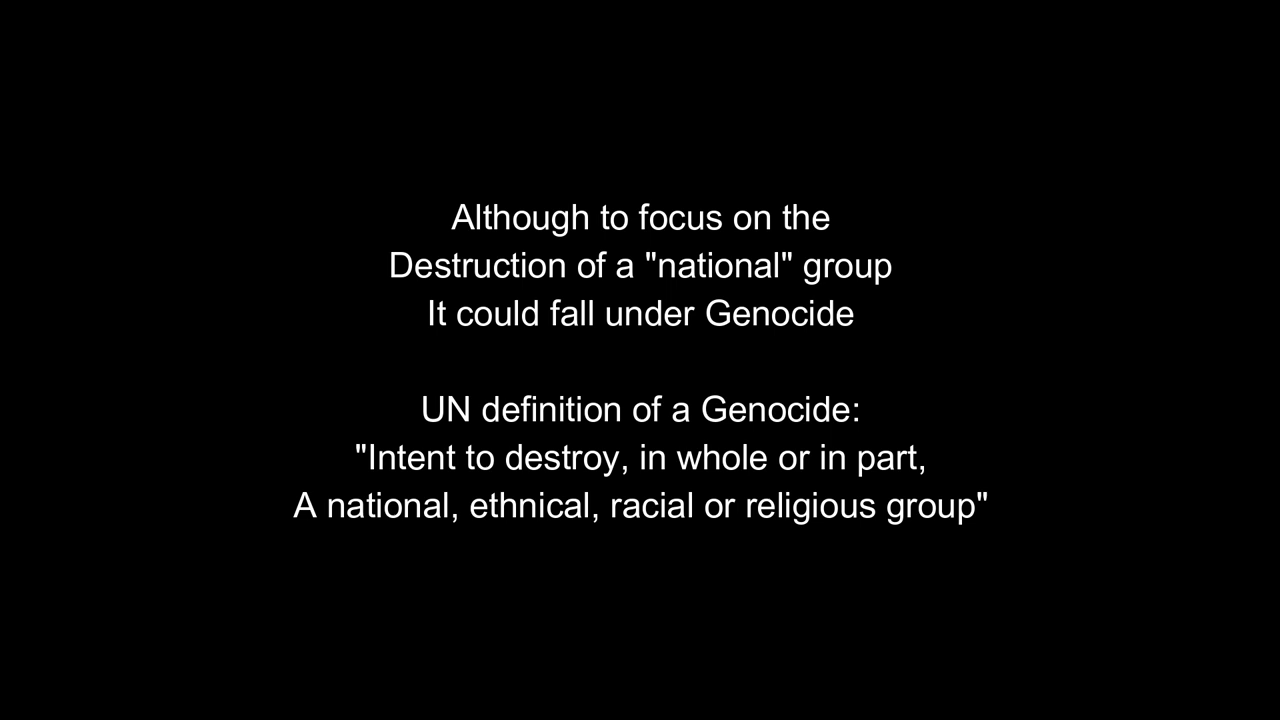 Although to focus on the
Destruction of a "national" group
It could fall under Genocide
UN definition of a Genocide:
"Intent to destroy, in whole or in part,
A national, ethnical, racial or religious group"